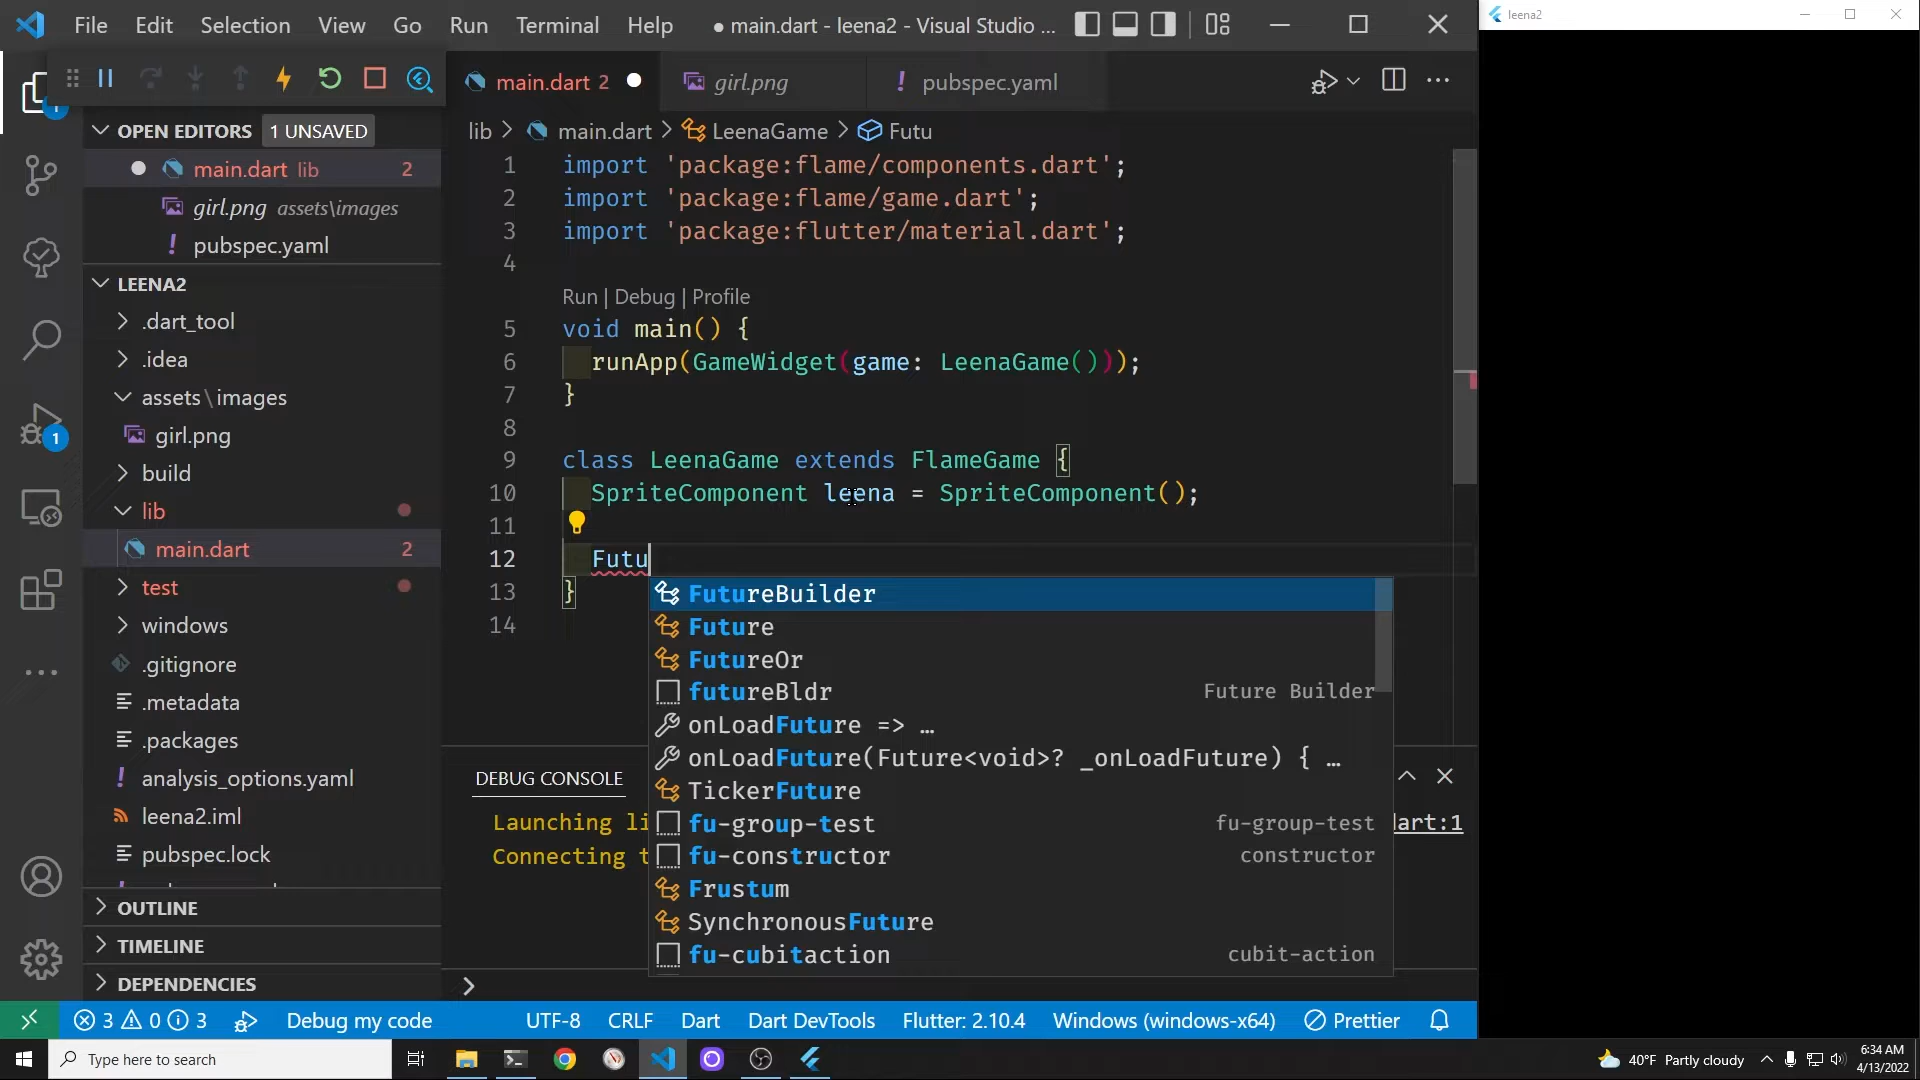 File Edit Selection View Go Run Terminal Help ● main.dart - leena2 - Visual Studio ...
leena2
main.dart 2
girl.png
! pubspec.yaml
OPEN EDITORS 1 UNSAVED
main.dart lib 2
girl.png assets\images
! pubspec.yaml
LEENA2
.dart_tool
.idea
assets\images
girl.png
build
lib
main.dart 2
test
windows
.gitignore
.metadata
.packages
! analysis_options.yaml
leena2.iml
pubspec.lock
OUTLINE
TIMELINE
DEPENDENCIES
1
1
lib > main.dart > LeenaGame > Futu
1 import 'package:flame/components.dart';
2 import 'package:flame/game.dart';
3 import 'package:flutter/material.dart';
4
Run | Debug | Profile
5 void main() {
6 runApp(GameWidget(game: LeenaGame()));
7 }
8
9 class LeenaGame extends FlameGame {
10 SpriteComponent leena = SpriteComponent();
11
12 Futu
13 }
14
FutureBuilder
Future
FutureOr
futureBldr Future Builder
onLoadFuture => …
onLoadFuture(Future<void>? _onLoadFuture) { …
TickerFuture
fu-group-test fu-group-test
fu-constructor constructor
Frustum
SynchronousFuture
fu-cubitaction cubit-action
DEBUG CONSOLE
Launching li
dart:1
Connecting t
3 0 3 Debug my code UTF-8 CRLF Dart Dart DevTools Flutter: 2.10.4 Windows (windows-x64) Prettier
Type here to search
40°F Partly cloudy
6:34 AM
4/13/2022